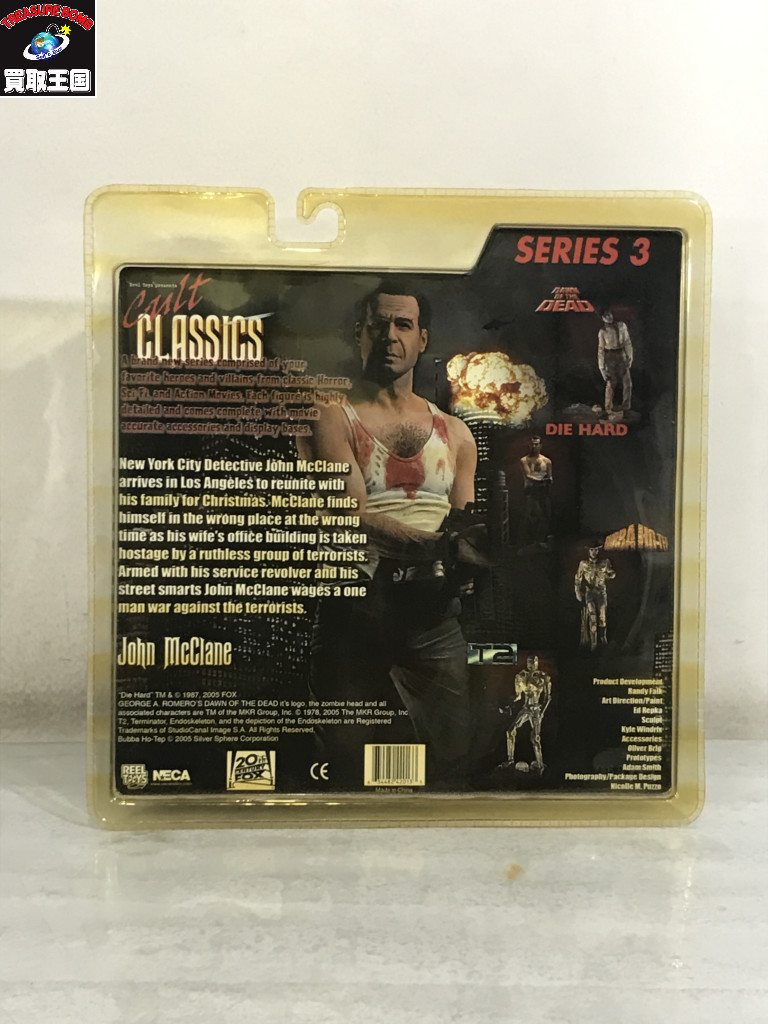 TREASURE BOMB
買取王国
SERIES 3
Reel Toys presents
Cult
CLASSICS
A brand new series comprised of your
favorite heroes and villains from classic Horror,
Sci-Fi and Action Movies. Each figure is highly
detailed and comes complete with movie
accurate accessories and display bases.
New York City Detective John McClane
arrives in Los Angeles to reunite with
his family for Christmas. McClane finds
himself in the wrong place at the wrong
time as his wife's office building is taken
hostage by a ruthless group of terrorists.
Armed with his service revolver and his
street smarts John McClane wages a one
man war against the terrorists.
John McClane
DAWN
OF THE
DEAD
DIE HARD
BUBBA HO-TEP
T2
"Die Hard" TM & © 1987, 2005 FOX
GEORGE A. ROMERO'S DAWN OF THE DEAD it's logo, the zombie head and all
associated characters are TM of the MKR Group, Inc. © 1978, 2005 The MKR Group, Inc.
T2, Terminator, Endoskeleton, and the depiction of the Endoskeleton are Registered
Trademarks of StudioCanal Image S.A. All Rights Reserved.
Bubba Ho-Tep © 2005 Silver Sphere Corporation
Product Development
Randy Falk
Art Direction/Paint
Ed Repka
Sculpt
Kyle Windrix
Accessories
Oliver Brig
Prototypes
Adam Smith
Photography/Package Design
Nicolle M. Puzzo
REEL
TOYS
NECA
20TH
CENTURY
FOX
CE
Made in China